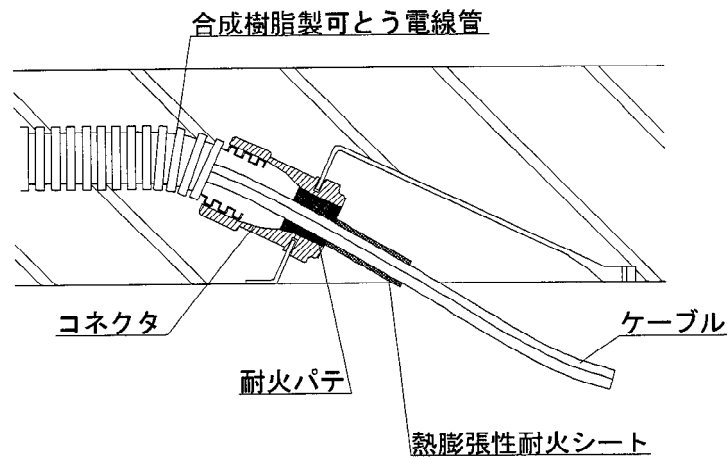 合成樹脂製可とう電線管
コネクタ
ケーブル
耐火パテ
熱膨張性耐火シート